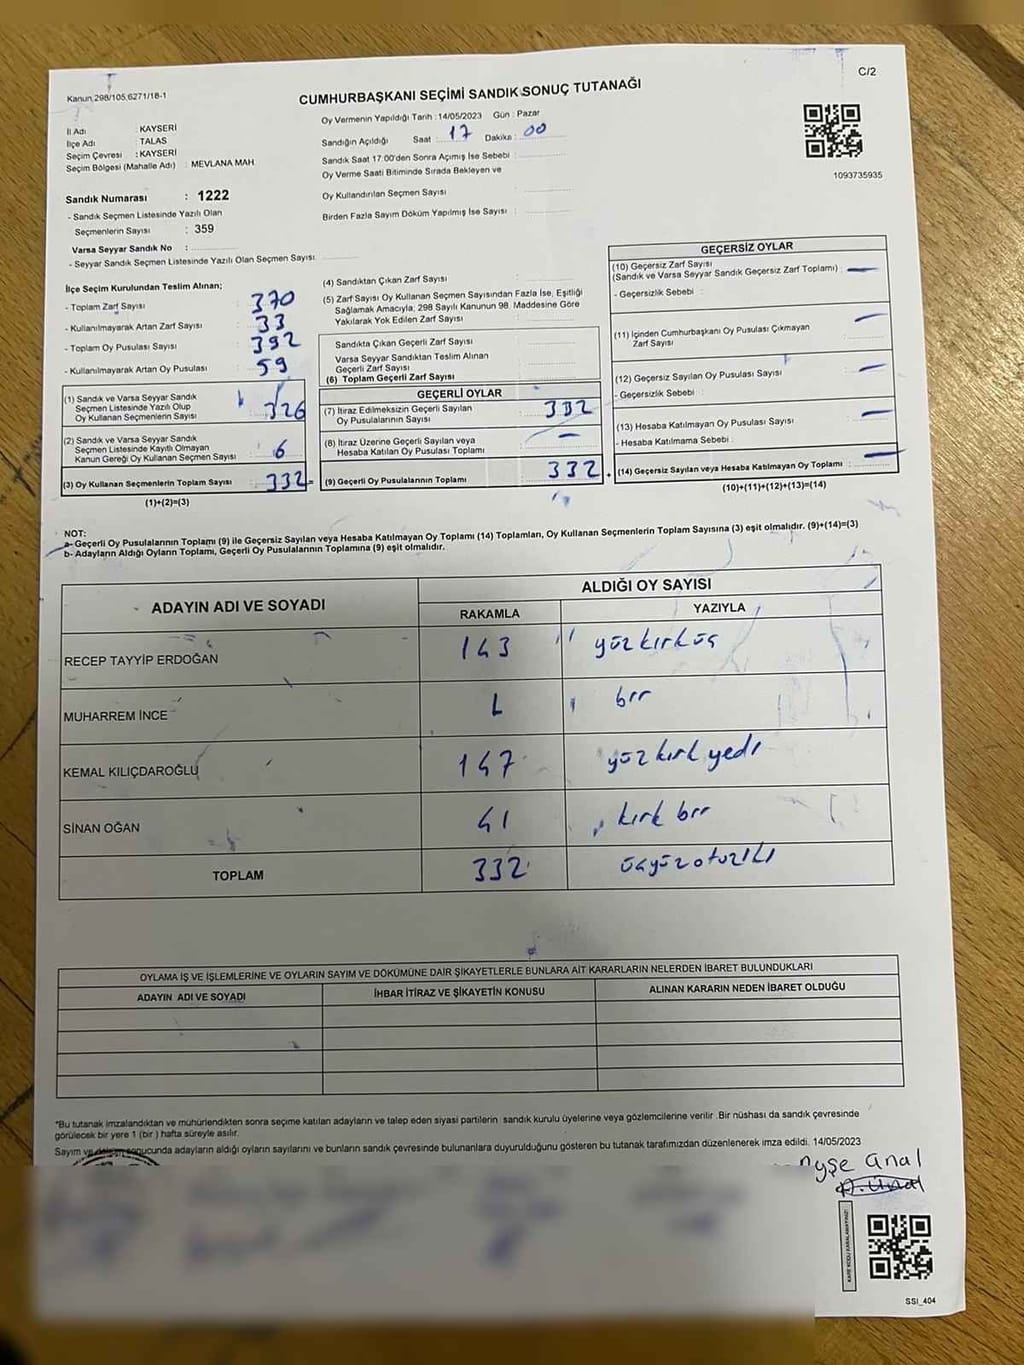 C/2
Kanun 298/105,6271/18-1
CUMHURBAŞKANI SEÇİMİ SANDIK SONUÇ TUTANAĞI
Oy Vermenin Yapıldığı Tarih : 14/05/2023 Gün : Pazar
İl Adı : KAYSERİ
İlçe Adı : TALAS
Seçim Çevresi : KAYSERİ
Seçim Bölgesi (Mahalle Adı) : MEVLANA MAH.
Sandığın Açıldığı Saat : 17 Dakika : 00
Sandık Saat 17:00'den Sonra Açımış İse Sebebi :
Oy Verme Saati Bitiminde Sırada Bekleyen ve
Oy Kullandırılan Seçmen Sayısı :
Birden Fazla Sayım Döküm Yapılmış İse Sayısı :
1093735935
Sandık Numarası : 1222
- Sandık Seçmen Listesinde Yazılı Olan
Seçmenlerin Sayısı : 359
Varsa Seyyar Sandık No :
- Seyyar Sandık Seçmen Listesinde Yazılı Olan Seçmen Sayısı:
İlçe Seçim Kurulundan Teslim Alınan;
- Toplam Zarf Sayısı : 370
- Kullanılmayarak Artan Zarf Sayısı : 33
- Toplam Oy Pusulası Sayısı : 392
- Kullanılmayarak Artan Oy Pusulası : 59
(1) Sandık ve Varsa Seyyar Sandık
Seçmen Listesinde Yazılı Olup
Oy Kullanan Seçmenlerin Sayısı : 326
(2) Sandık ve Varsa Seyyar Sandık
Seçmen Listesinde Kayıtlı Olmayan
Kanun Gereği Oy Kullanan Seçmen Sayısı : 6
(3) Oy Kullanan Seçmenlerin Toplam Sayısı : 332
(1)+(2)=(3)
(4) Sandıktan Çıkan Zarf Sayısı :
(5) Zarf Sayısı Oy Kullanan Seçmen Sayısından Fazla İse, Eşitliği
Sağlamak Amacıyla, 298 Sayılı Kanunun 98. Maddesine Göre
Yakılarak Yok Edilen Zarf Sayısı :
Sandıkta Çıkan Geçerli Zarf Sayısı :
Varsa Seyyar Sandıktan Teslim Alınan
Geçerli Zarf Sayısı :
(6) Toplam Geçerli Zarf Sayısı :
GEÇERLİ OYLAR
(7) İtiraz Edilmeksizin Geçerli Sayılan
Oy Pusulasının Sayısı : 332
(8) İtiraz Üzerine Geçerli Sayılan veya
Hesaba Katılan Oy Pusulası Toplamı : —
(9) Geçerli Oy Pusulalarının Toplamı : 332
GEÇERSİZ OYLAR
(10) Geçersiz Zarf Sayısı
(Sandık ve Varsa Seyyar Sandık Geçersiz Zarf Toplamı) : —
- Geçersizlik Sebebi :
(11) İçinden Cumhurbaşkanı Oy Pusulası Çıkmayan
Zarf Sayısı : —
(12) Geçersiz Sayılan Oy Pusulası Sayısı : —
- Geçersizlik Sebebi :
(13) Hesaba Katılmayan Oy Pusulası Sayısı : —
- Hesaba Katılmama Sebebi :
(14) Geçersiz Sayılan veya Hesaba Katılmayan Oy Toplamı : —
(10)+(11)+(12)+(13)=(14)
NOT:
a- Geçerli Oy Pusulalarının Toplamı (9) ile Geçersiz Sayılan veya Hesaba Katılmayan Oy Toplamı (14) Toplamları, Oy Kullanan Seçmenlerin Toplam Sayısına (3) eşit olmalıdır. (9)+(14)=(3)
b- Adayların Aldığı Oyların Toplamı, Geçerli Oy Pusulalarının Toplamına (9) eşit olmalıdır.
ADAYIN ADI VE SOYADI ALDIĞI OY SAYISI
RAKAMLA YAZIYLA
RECEP TAYYİP ERDOĞAN 143 yüz kırk üç
MUHARREM İNCE 1 bir
KEMAL KILIÇDAROĞLU 147 yüz kırk yedi
SİNAN OĞAN 41 kırk bir
TOPLAM 332 üçyüzotuziki
OYLAMA İŞ VE İŞLEMLERİNE VE OYLARIN SAYIM VE DÖKÜMÜNE DAİR ŞİKAYETLERLE BUNLARA AİT KARARLARIN NELERDEN İBARET BULUNDUKLARI
ADAYIN ADI VE SOYADI İHBAR İTİRAZ VE ŞİKAYETİN KONUSU ALINAN KARARIN NEDEN İBARET OLDUĞU
*Bu tutanak imzalandıktan ve mühürlendikten sonra seçime katılan adayların ve talep eden siyasi partilerin sandık kurulu üyelerine veya gözlemcilerine verilir .Bir nüshası da sandık çevresinde
görülecek bir yere 1 (bir ) hafta süreyle asılır.
Sayım ve döküm sonucunda adayların aldığı oyların sayılarını ve bunların sandık çevresinde bulunanlara duyurulduğunu gösteren bu tutanak tarafımızdan düzenlenerek imza edildi. 14/05/2023
Ayşe Ünal
A.Ünal
KARE KODU KARALAMAYINIZ!
SSİ_404